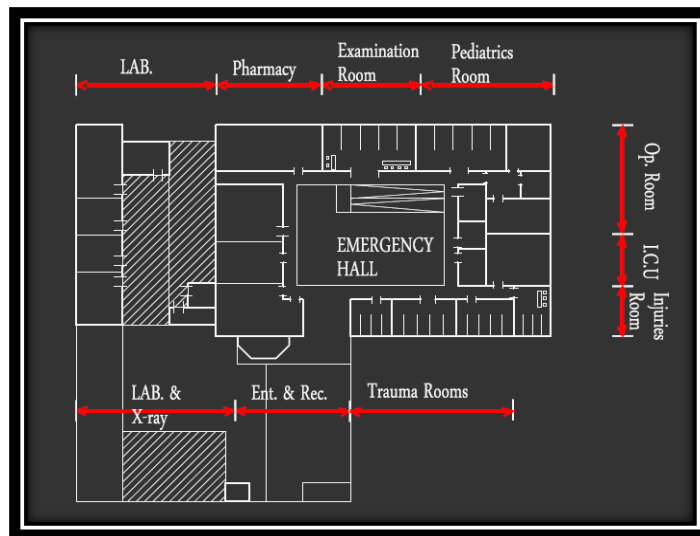 LAB.
Pharmacy
Examination
Room
Pediatrics
Room
Op. Room
I.C.U
Injuries
Room
EMERGENCY
HALL
LAB. &
X-ray
Ent. & Rec.
Trauma Rooms